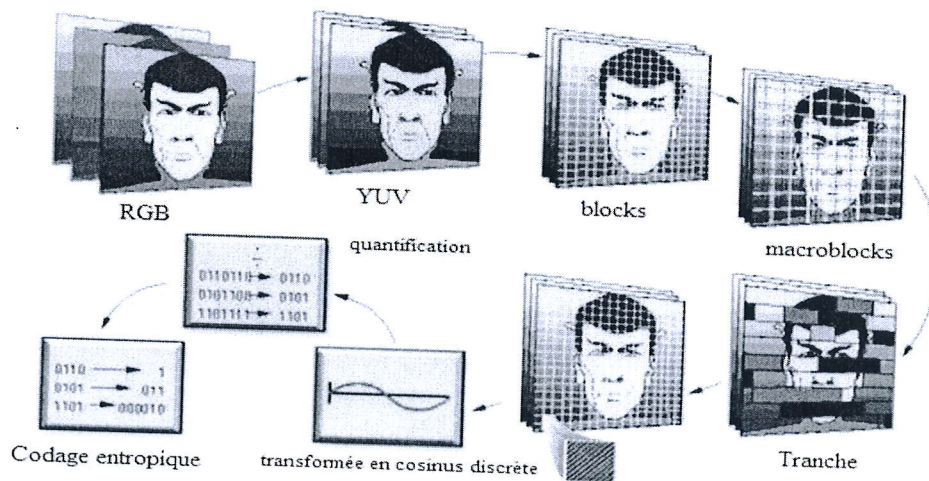 RGB
YUV
blocks
macroblocks
Tranche
transformée en cosinus discrète
quantification
0110110 0110
0101100 0101
1101111 1101
Codage entropique
0110 1
0101 011
1101 000010